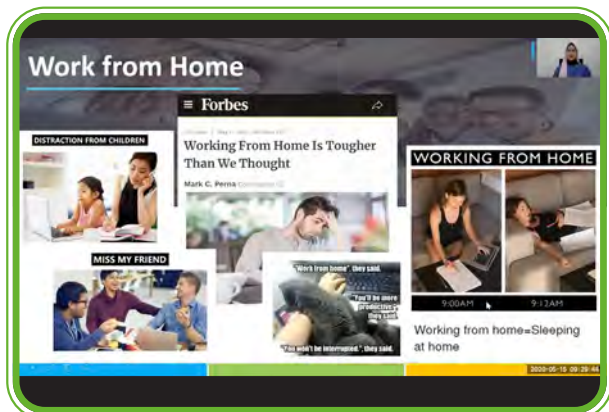 Work from Home
Forbes
Working From Home Is Tougher
Than We Thought
Mark C. Perna
DISTRACTION FROM CHILDREN
MISS MY FRIEND
"Work from home", they said.
"You'll be more
productive",
they said.
"You won't be interrupted.", they said.
WORKING FROM HOME
9:00AM
9:12AM
Working from home=Sleeping
at home
2020-05-15 09:29:44